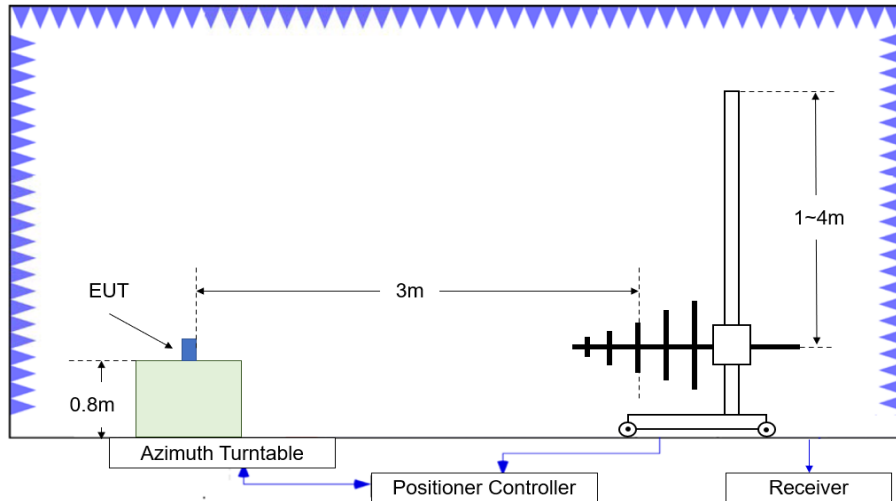 1~4m
EUT
3m
0.8m
Azimuth Turntable
Positioner Controller
Receiver